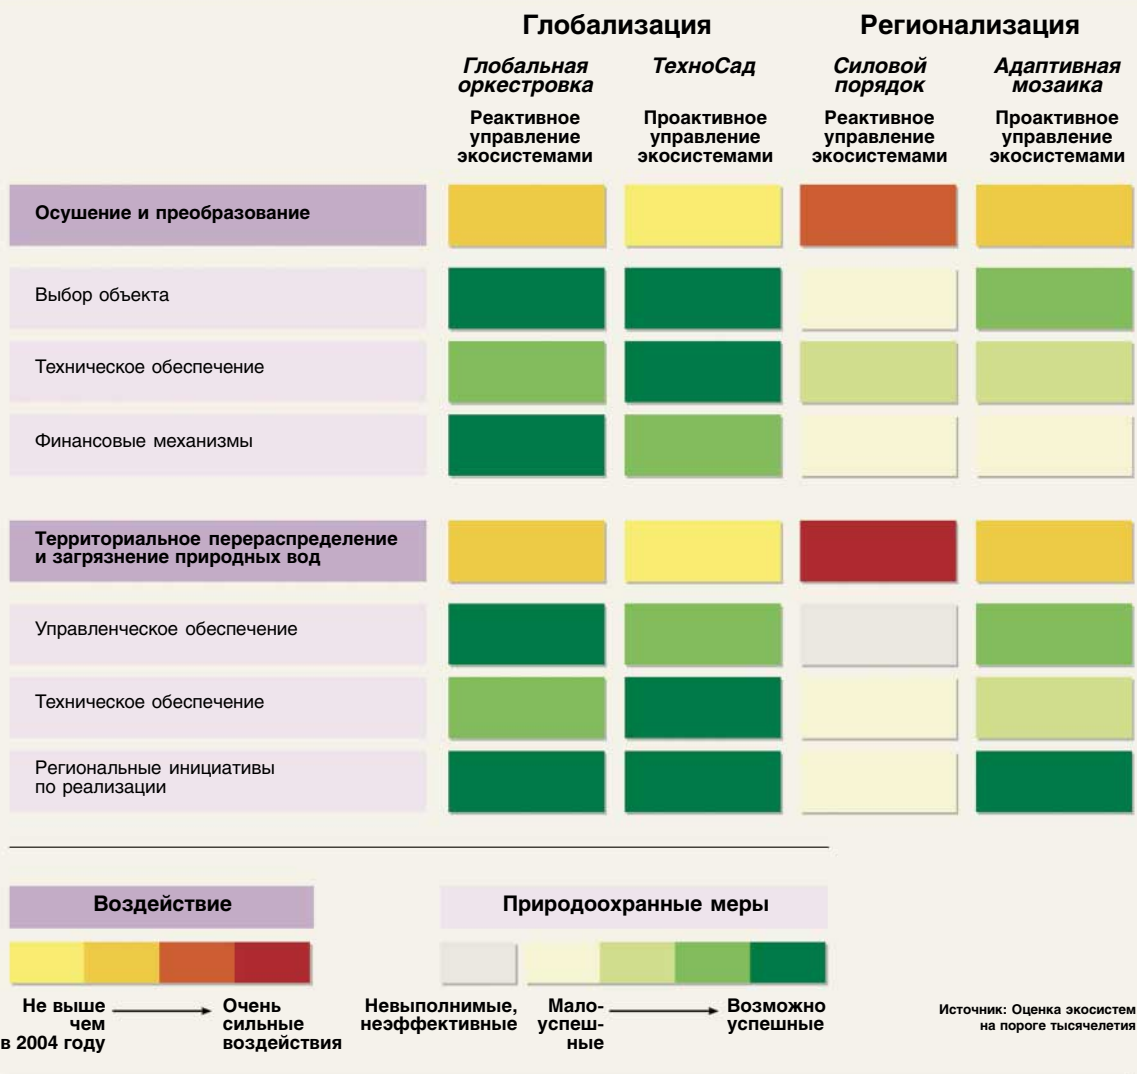 Глобализация
Регионализация
Глобальная
оркестровка
ТехноСад
Силовой
порядок
Адаптивная
мозаика
Реактивное
управление
экосистемами
Проактивное
управление
экосистемами
Реактивное
управление
экосистемами
Проактивное
управление
экосистемами
Осушение и преобразование
Выбор объекта
Техническое обеспечение
Финансовые механизмы
Территориальное перераспределение
и загрязнение природных вод
Управленческое обеспечение
Техническое обеспечение
Региональные инициативы
по реализации
Воздействие
Природоохранные меры
Не выше
чем
в 2004 году
Очень
сильные
воздействия
Невыполнимые,
неэффективные
Мало-
успеш-
ные
Возможно
успешные
Источник: Оценка экосистем
на пороге тысячелетия